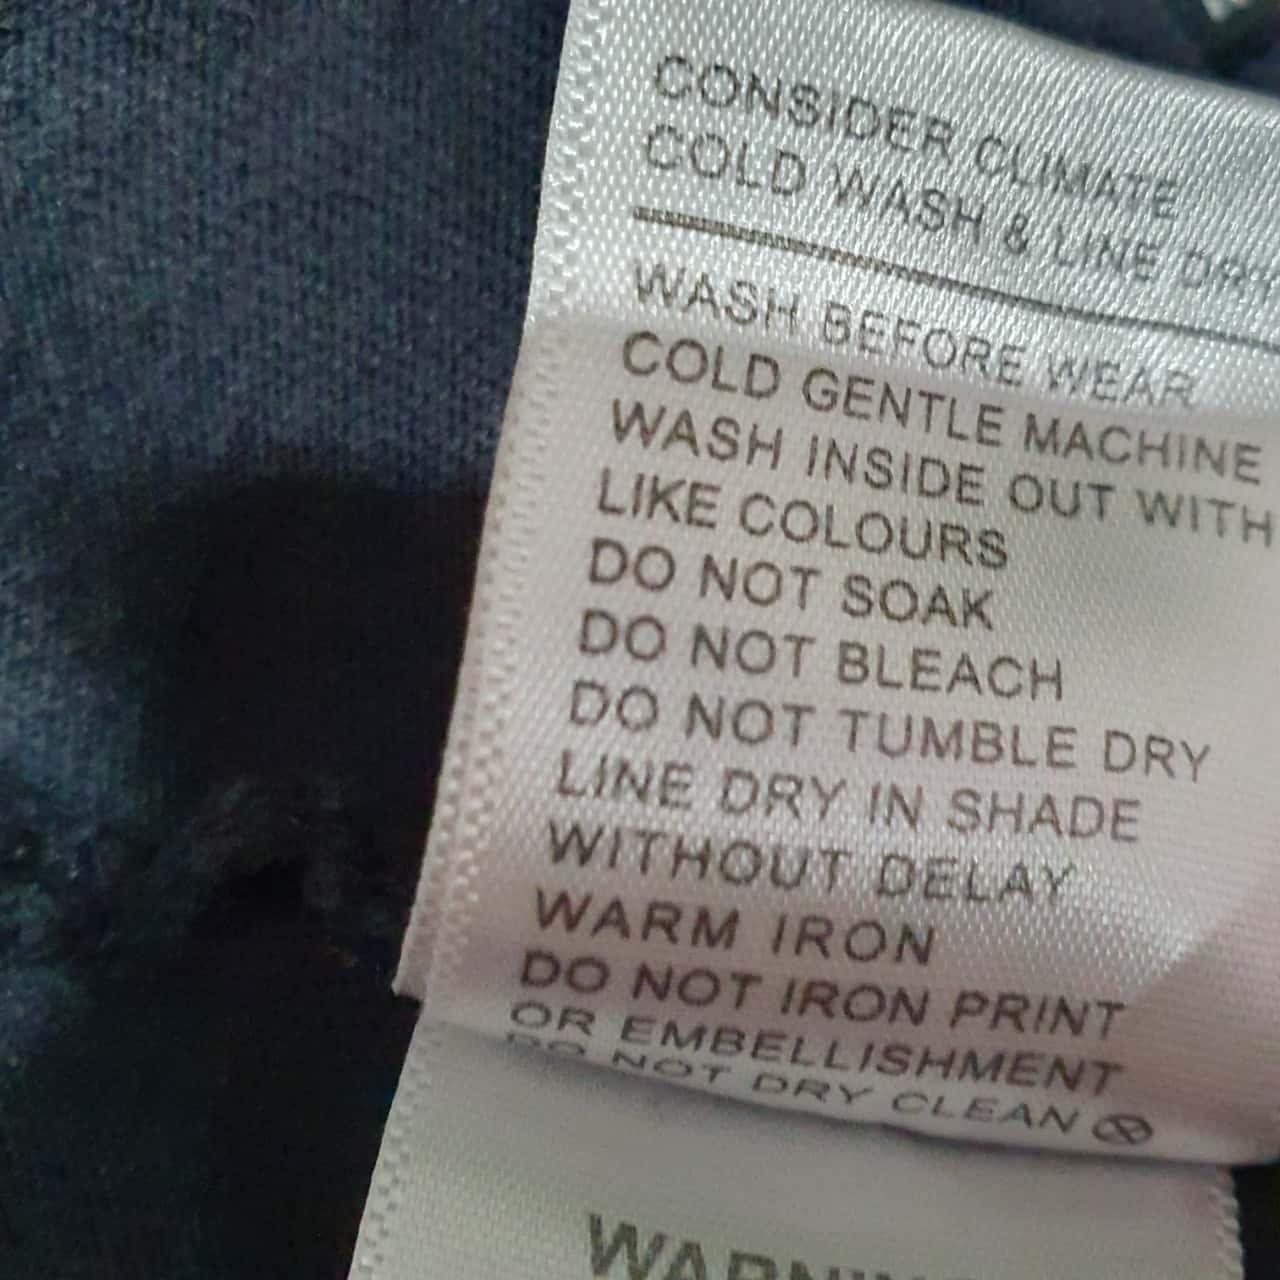 CONSIDER CLIMATE
COLD WASH & LINE DRY
WASH BEFORE WEAR
COLD GENTLE MACHINE
WASH INSIDE OUT WITH
LIKE COLOURS
DO NOT SOAK
DO NOT BLEACH
DO NOT TUMBLE DRY
LINE DRY IN SHADE
WITHOUT DELAY
WARM IRON
DO NOT IRON PRINT
OR EMBELLISHMENT
DO NOT DRY CLEAN